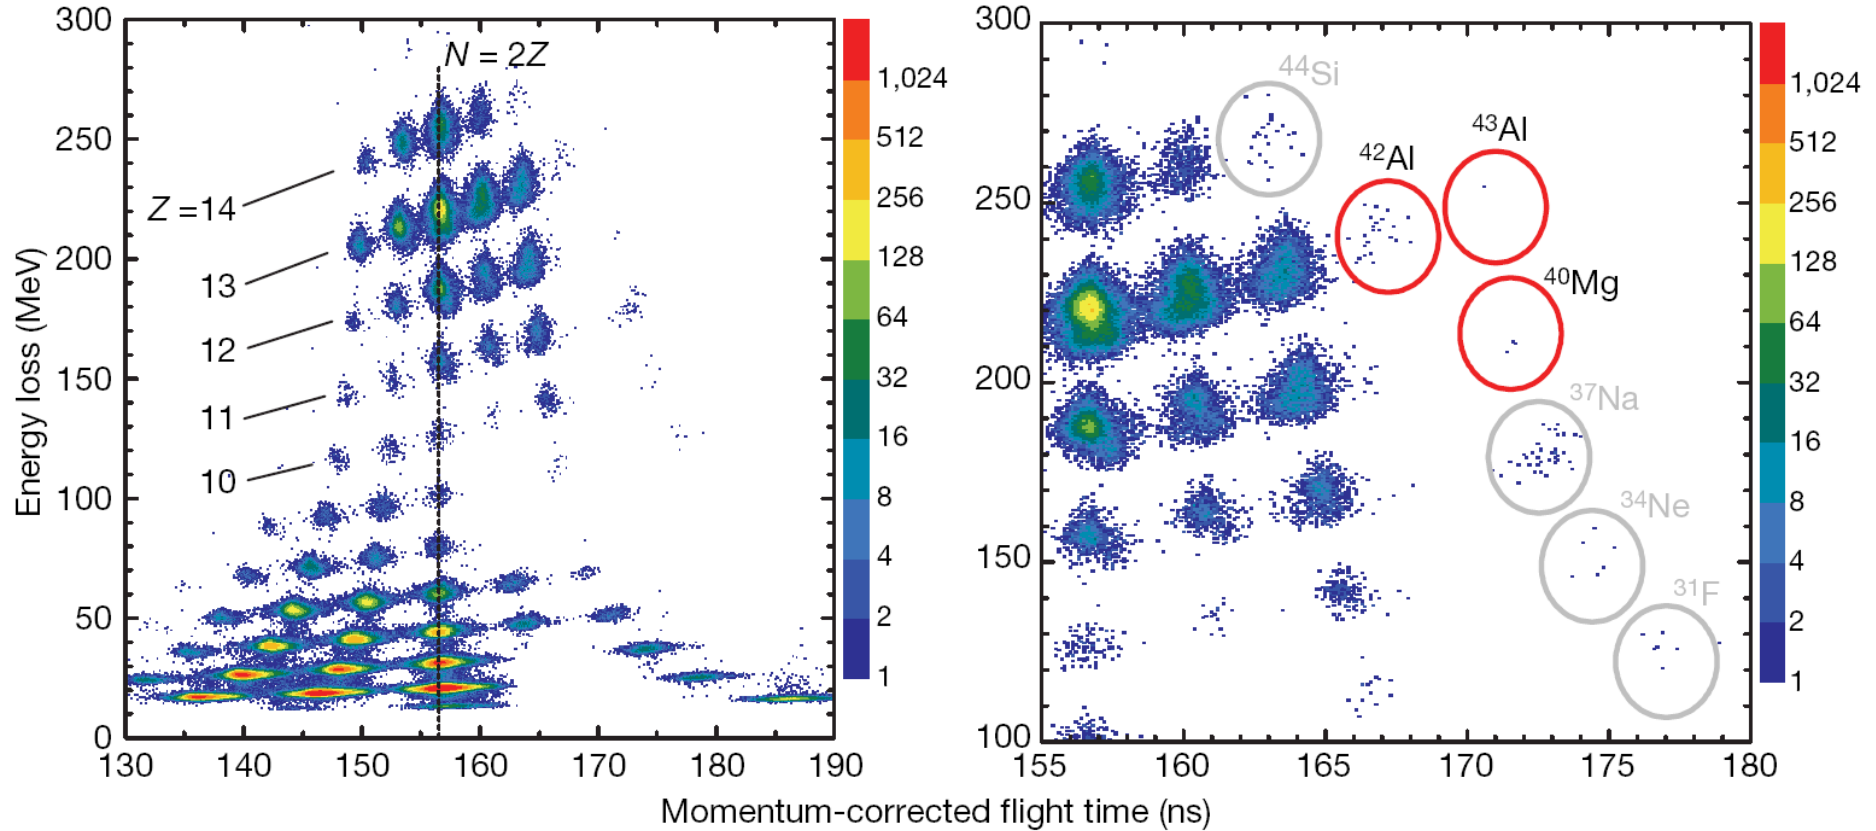 300
250
200
150
100
50
0
Energy loss (MeV)
N = 2Z
Z =14
13
12
11
10
130 140 150 160 170 180 190
1,024
512
256
128
64
32
16
8
4
2
1
300
250
200
150
100
⁴⁴Si
⁴³Al
⁴²Al
⁴⁰Mg
³⁷Na
³⁴Ne
³¹F
155 160 165 170 175 180
1,024
512
256
128
64
32
16
8
4
2
1
Momentum-corrected flight time (ns)